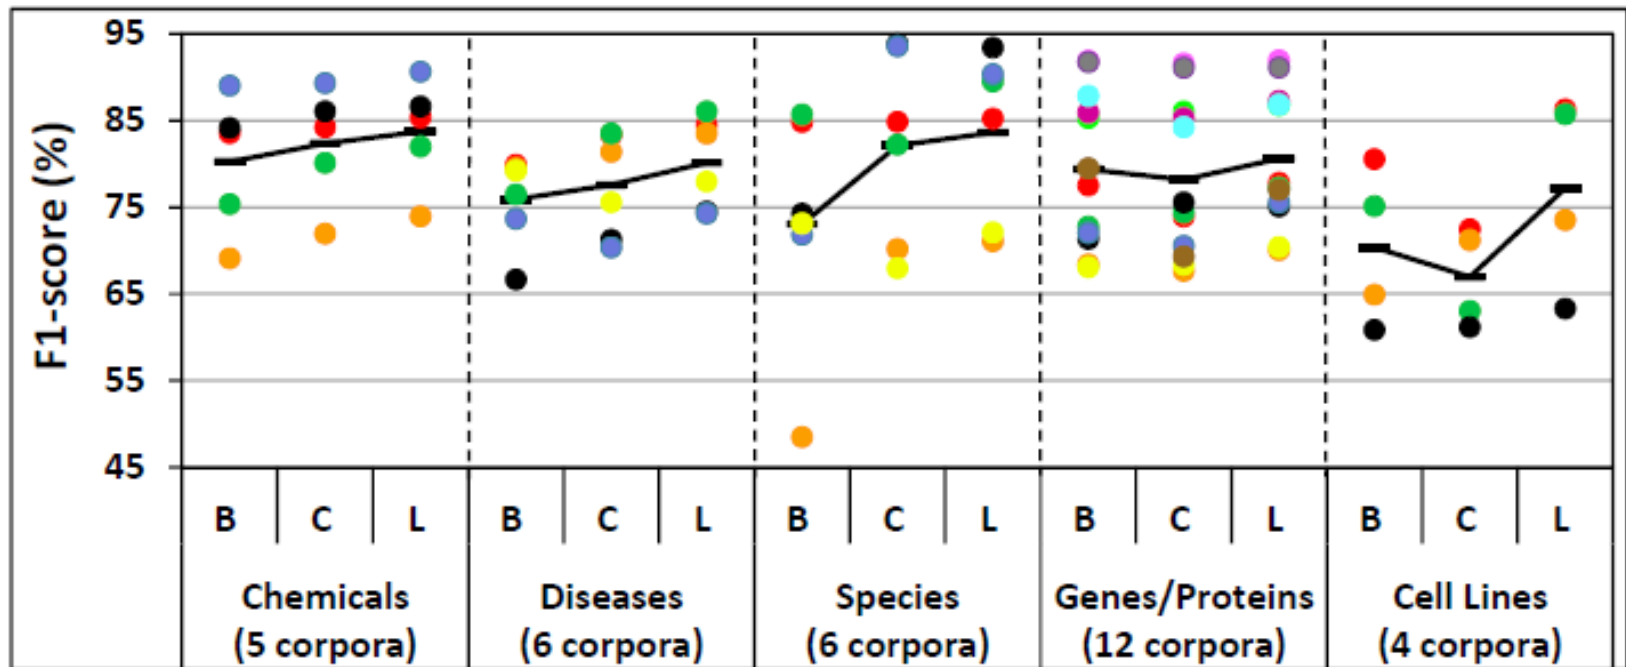 F1-score (%)
95
85
75
65
55
45
B C L B C L B C L B C L B C L
Chemicals Diseases Species Genes/Proteins Cell Lines
(5 corpora) (6 corpora) (6 corpora) (12 corpora) (4 corpora)